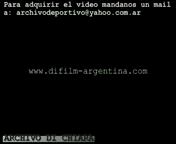 Para adquirir el video mandanos un mail
a: archivodeportivo@yahoo.com.ar
www.difilm-argentina.com
ARCHIVO DI CHIARA